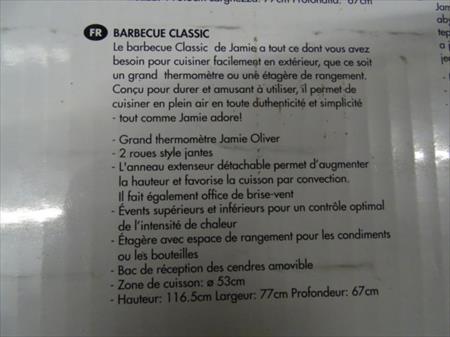 FR BARBECUE CLASSIC
Le barbecue Classic de Jamie a tout ce dont vous avez
besoin pour cuisiner facilement en extérieur, que ce soit
un grand thermomètre ou une étagère de rangement.
Conçu pour durer et amusant à utiliser, il permet de
cuisiner en plein air en toute duthenticité et simplicité
- tout comme Jamie adore!
- Grand thermomètre Jamie Oliver
- 2 roues style jantes
- L'anneau extenseur détachable permet d'augmenter
la hauteur et favorise la cuisson par convection.
Il fait également office de brise-vent
- Évents supérieurs et inférieurs pour un contrôle optimal
de l'intensité de chaleur
- Étagère avec espace de rangement pour les condiments
ou les bouteilles
- Bac de réception des cendres amovible
- Zone de cuisson: ø 53cm
- Hauteur: 116.5cm Largeur: 77cm Profondeur: 67cm